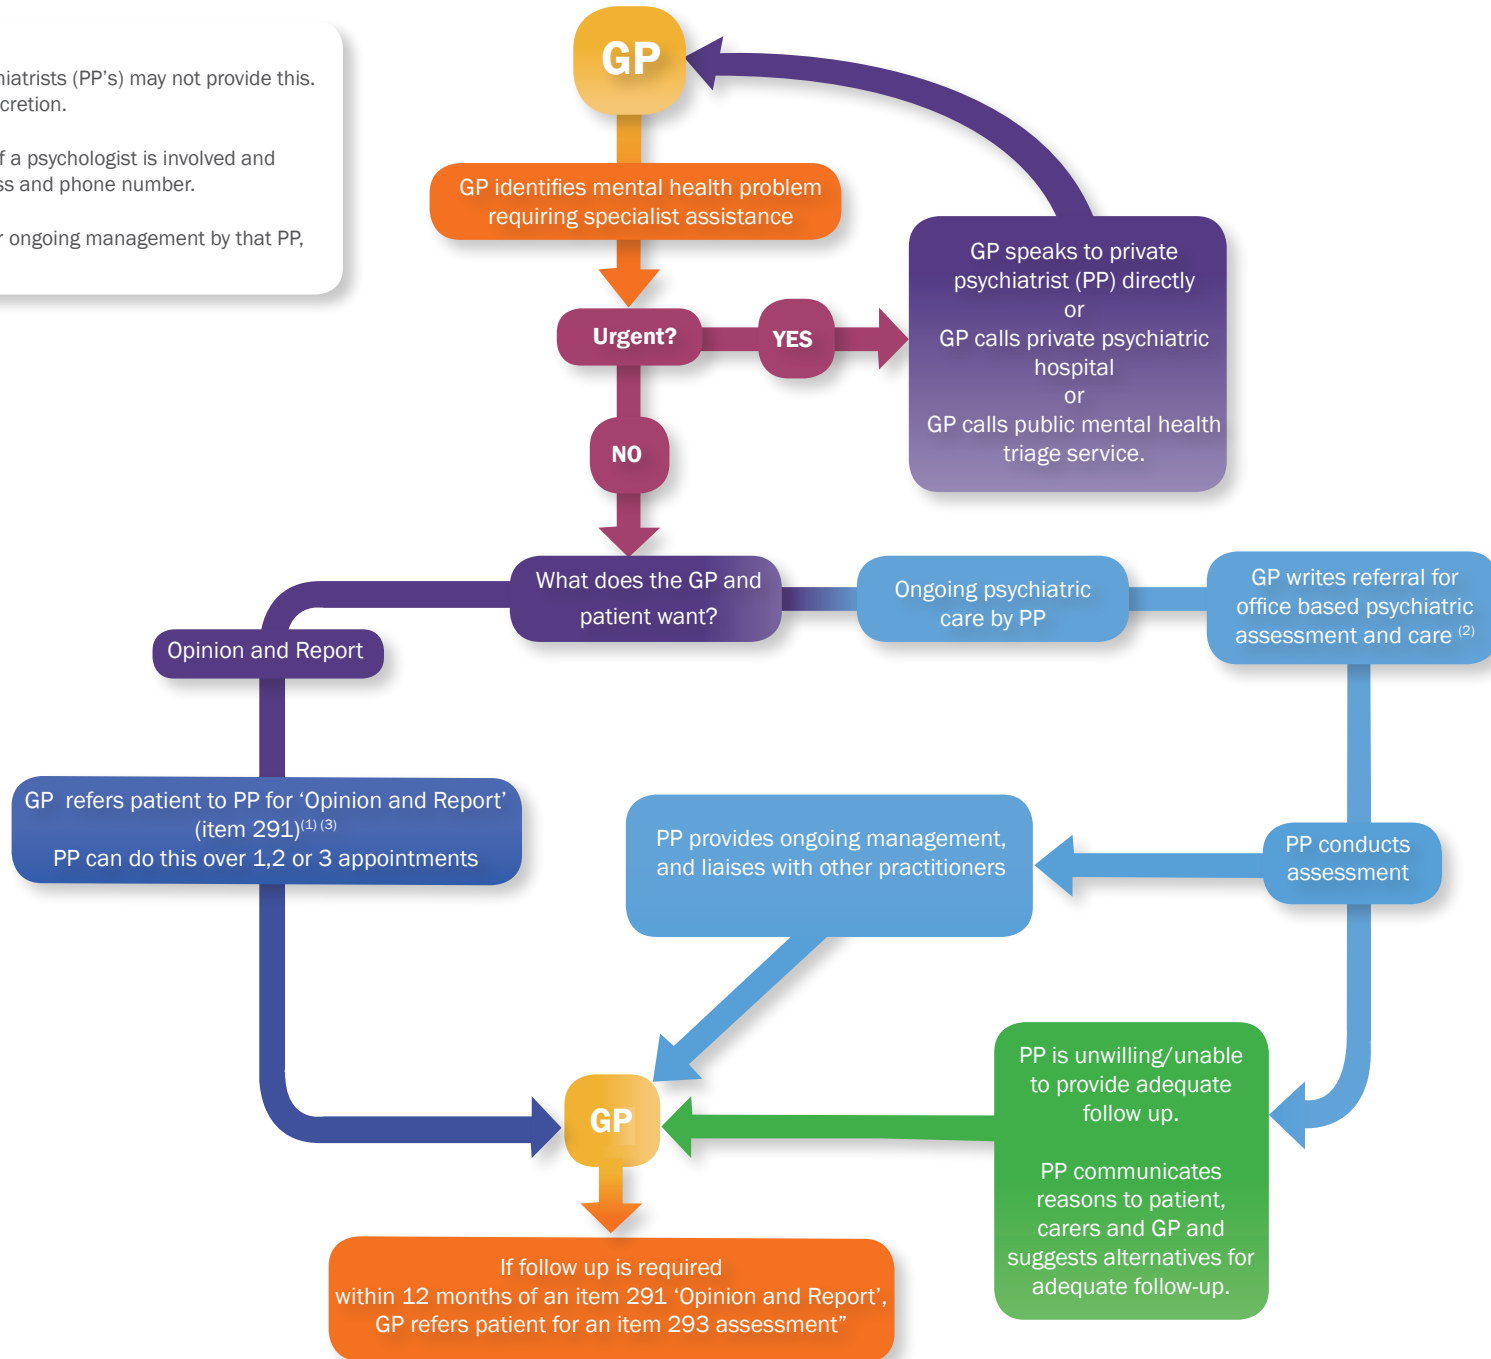 hiatrists (PP's) may not provide this.
cretion.
f a psychologist is involved and
ss and phone number.
r ongoing management by that PP,
GP
GP identifies mental health problem
requiring specialist assistance
Urgent?
YES
GP speaks to private
psychiatrist (PP) directly
or
GP calls private psychiatric
hospital
or
GP calls public mental health
triage service.
NO
What does the GP and
patient want?
Ongoing psychiatric
care by PP
GP writes referral for
office based psychiatric
assessment and care (2)
Opinion and Report
GP refers patient to PP for ‘Opinion and Report’
(item 291)(1) (3)
PP can do this over 1,2 or 3 appointments
PP provides ongoing management,
and liaises with other practitioners
PP conducts
assessment
PP is unwilling/unable
to provide adequate
follow up.
PP communicates
reasons to patient,
carers and GP and
suggests alternatives for
adequate follow-up.
GP
If follow up is required
within 12 months of an item 291 ‘Opinion and Report’,
GP refers patient for an item 293 assessment”